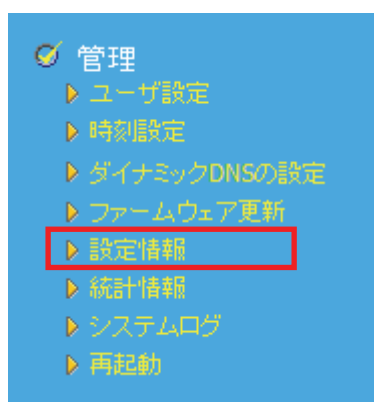 管理
ユーザ設定
時刻設定
ダイナミックDNSの設定
ファームウェア更新
設定情報
統計情報
システムログ
再起動